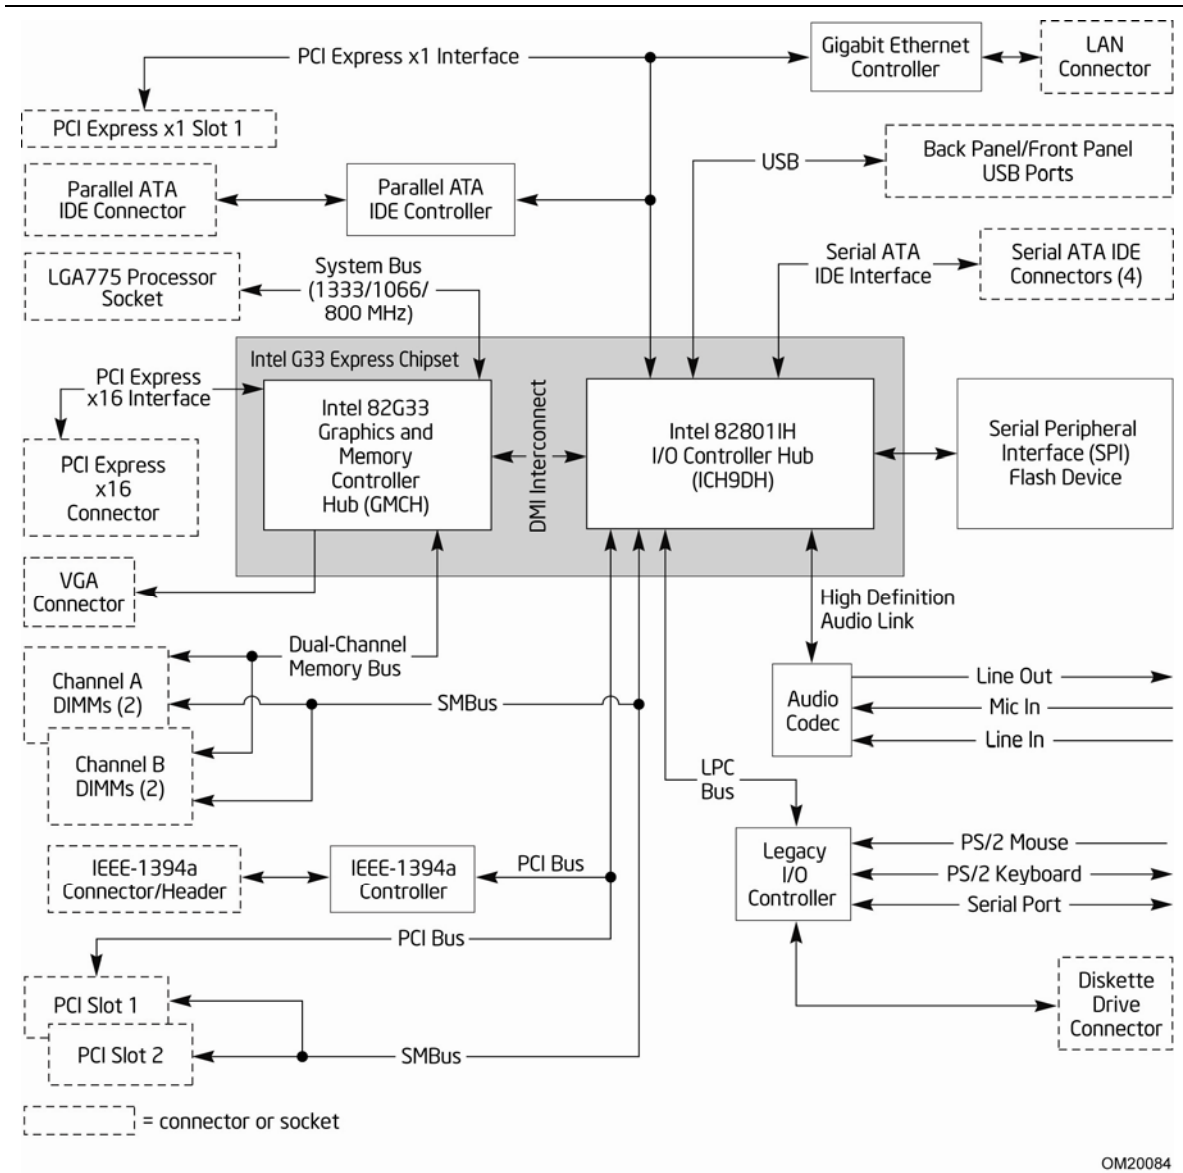 PCI Express x1 Interface
Gigabit Ethernet
Controller
LAN
Connector
PCI Express x1 Slot 1
USB
Back Panel/Front Panel
USB Ports
Parallel ATA
IDE Connector
Parallel ATA
IDE Controller
Serial ATA
IDE Interface
Serial ATA IDE
Connectors (4)
LGA775 Processor
Socket
System Bus
(1333/1066/
800 MHz)
Intel G33 Express Chipset
PCI Express
x16 Interface
Intel 82G33
Graphics and
Memory
Controller
Hub (GMCH)
DMI Interconnect
Intel 82801IH
I/O Controller Hub
(ICH9DH)
Serial Peripheral
Interface (SPI)
Flash Device
PCI Express
x16
Connector
VGA
Connector
High Definition
Audio Link
Dual-Channel
Memory Bus
Channel A
DIMMs (2)
SMBus
Audio
Codec
Line Out
Mic In
Line In
Channel B
DIMMs (2)
LPC
Bus
IEEE-1394a
Connector/Header
IEEE-1394a
Controller
PCI Bus
Legacy
I/O
Controller
PS/2 Mouse
PS/2 Keyboard
Serial Port
PCI Bus
PCI Slot 1
PCI Slot 2
SMBus
Diskette
Drive
Connector
= connector or socket
OM20084